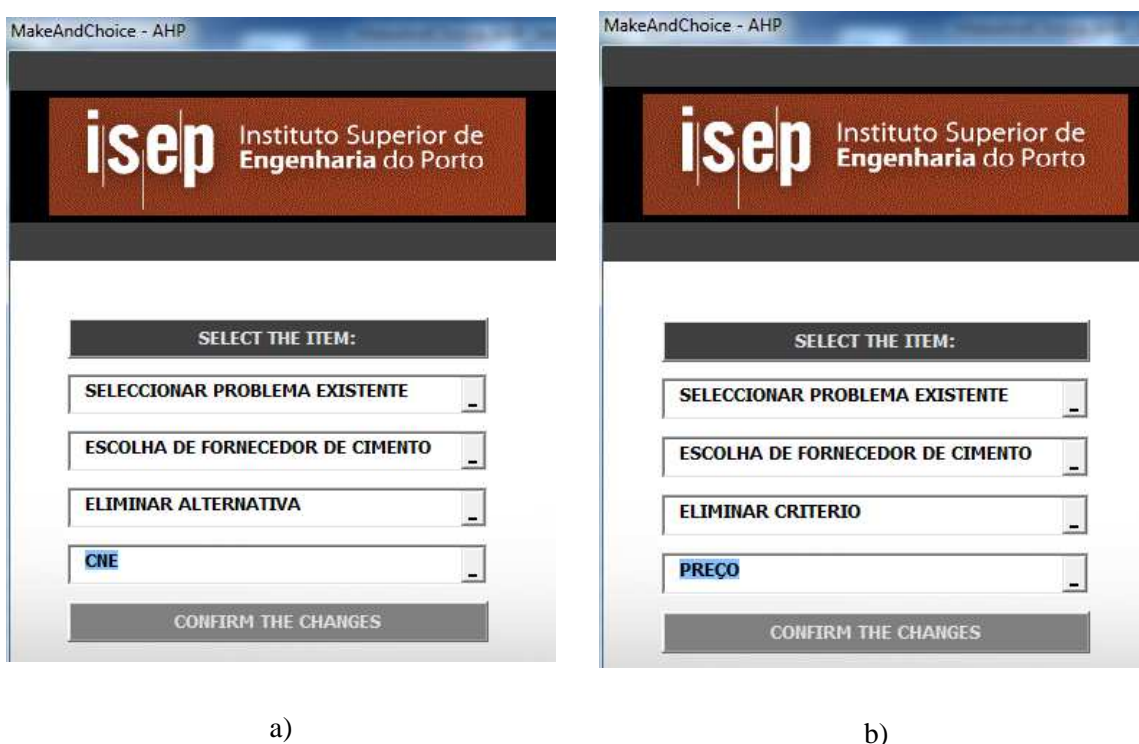 MakeAndChoice - AHP
isep
Instituto Superior de
Engenharia do Porto
SELECT THE ITEM:
SELECCIONAR PROBLEMA EXISTENTE
ESCOLHA DE FORNECEDOR DE CIMENTO
ELIMINAR ALTERNATIVA
CNE
CONFIRM THE CHANGES
a)
MakeAndChoice - AHP
isep
Instituto Superior de
Engenharia do Porto
SELECT THE ITEM:
SELECCIONAR PROBLEMA EXISTENTE
ESCOLHA DE FORNECEDOR DE CIMENTO
ELIMINAR CRITERIO
PREÇO
CONFIRM THE CHANGES
b)